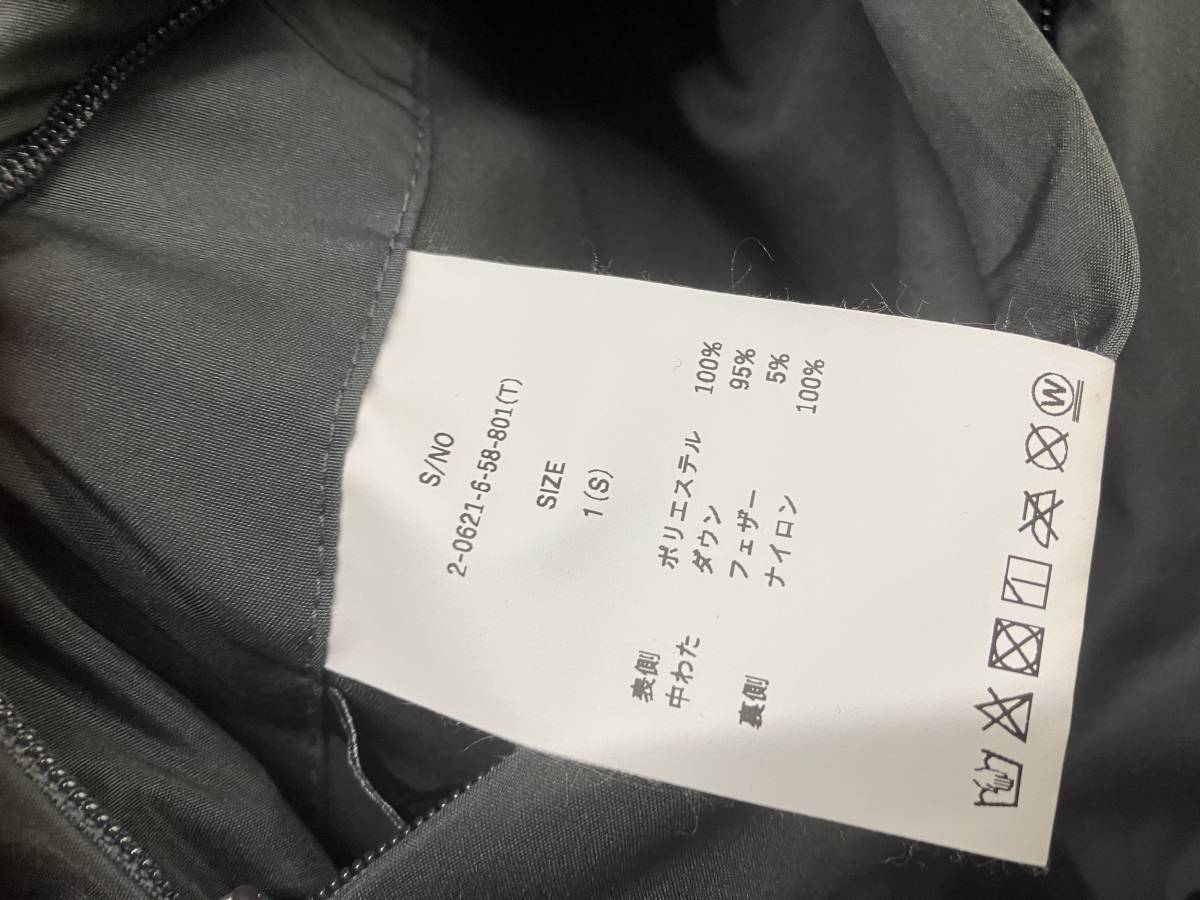 S/NO
2-0621-6-58-801(T)
SIZE
1(S)
表側 ポリエステル 100%
中わた ダウン 95%
フェザー 5%
裏側 ナイロン 100%
W